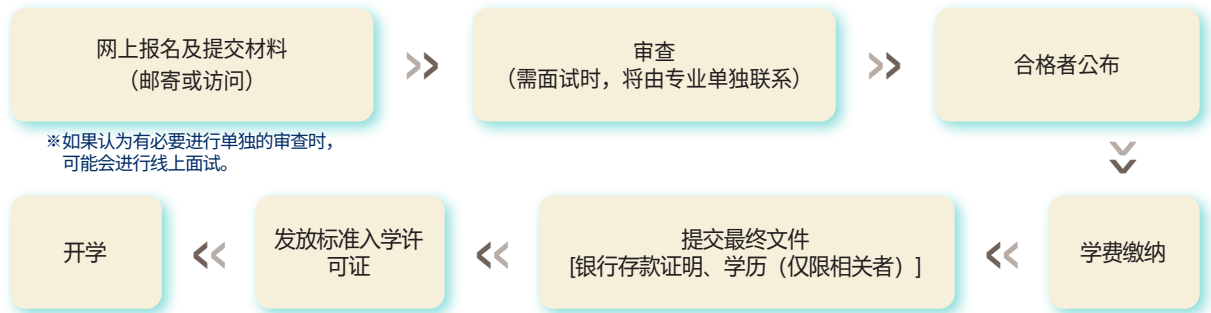 网上报名及提交材料
（邮寄或访问）
审查
（需面试时，将由专业单独联系）
合格者公布
※如果认为有必要进行单独的审查时，
可能会进行线上面试。
学费缴纳
提交最终文件
[银行存款证明、学历（仅限相关者）]
发放标准入学许
可证
开学